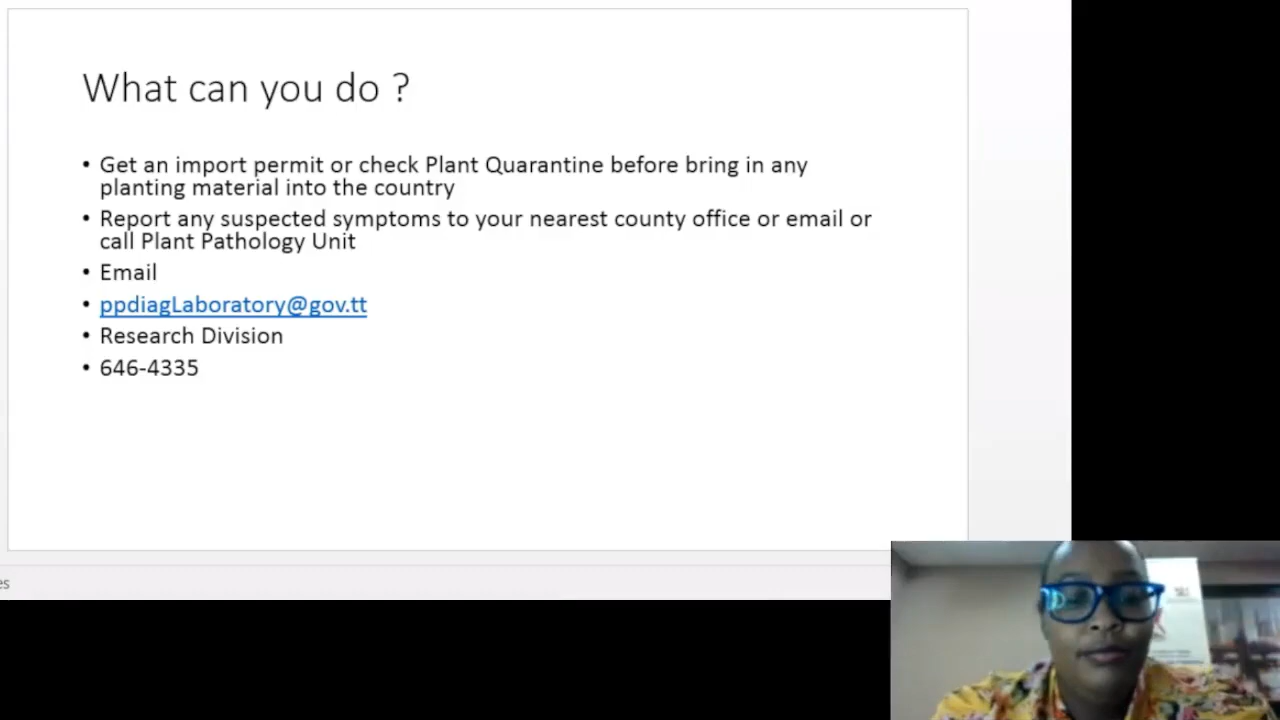 What can you do ?
• Get an import permit or check Plant Quarantine before bring in any
planting material into the country
• Report any suspected symptoms to your nearest county office or email or
call Plant Pathology Unit
• Email
• ppdiagLaboratory@gov.tt
• Research Division
• 646-4335
es